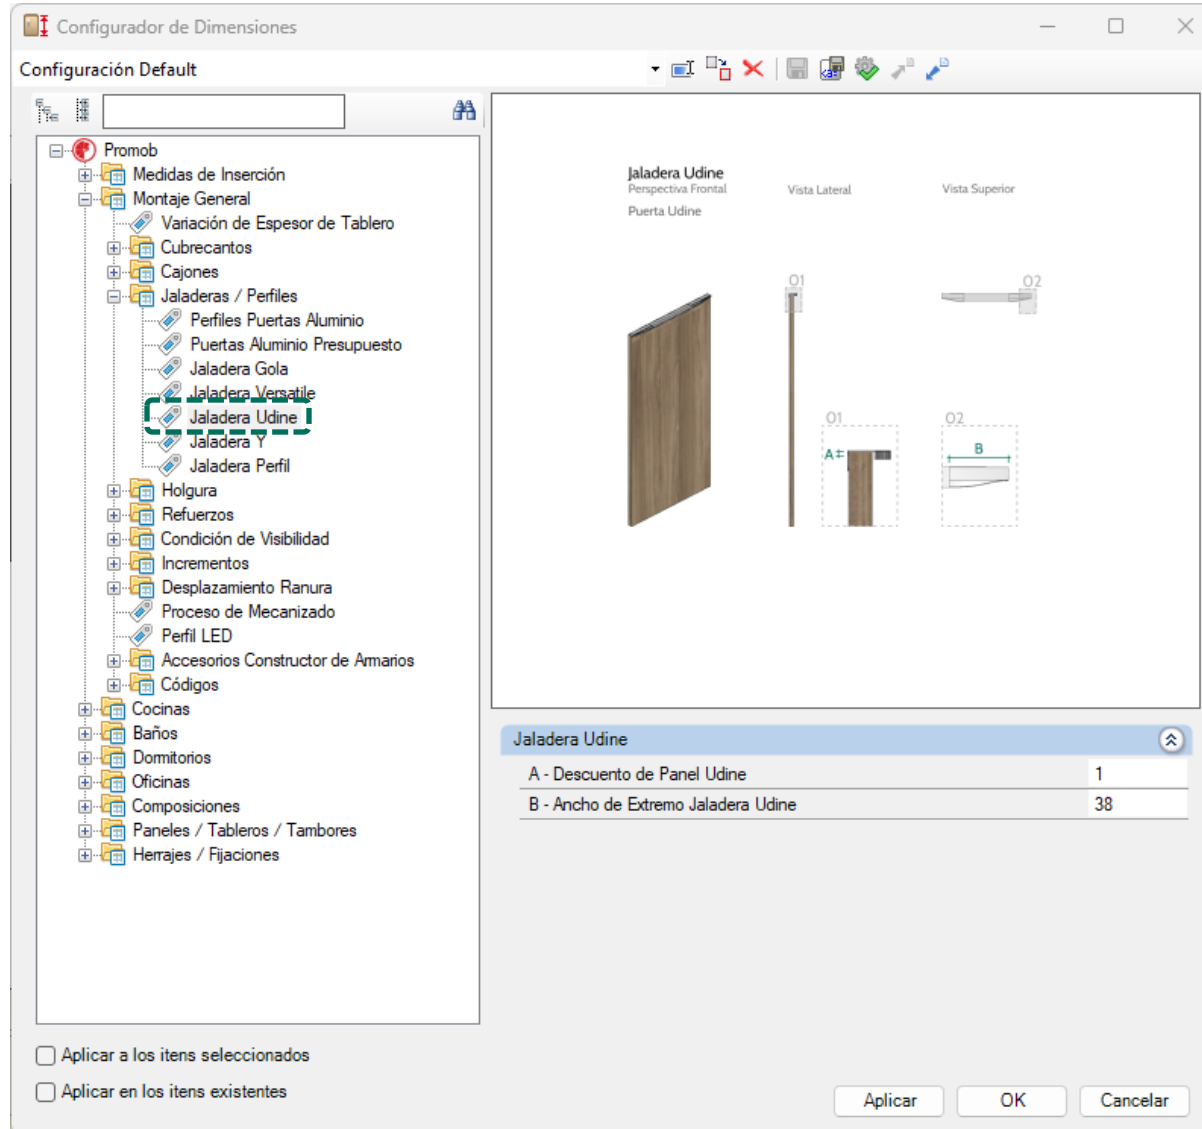 Configurador de Dimensiones
Configuración Default
Promob
Medidas de Inserción
Montaje General
Variación de Espesor de Tablero
Cubrecantos
Cajones
Jaladeras / Perfiles
Perfiles Puertas Aluminio
Puertas Aluminio Presupuesto
Jaladera Gola
Jaladera Versatile
Jaladera Udine
Jaladera Y
Jaladera Perfil
Holgura
Refuerzos
Condición de Visibilidad
Incrementos
Desplazamiento Ranura
Proceso de Mecanizado
Perfil LED
Accesorios Constructor de Armarios
Códigos
Cocinas
Baños
Dormitorios
Oficinas
Composiciones
Paneles / Tableros / Tambores
Herrajes / Fijaciones
Jaladera Udine
Perspectiva Frontal Vista Lateral Vista Superior
Puerta Udine
01 02
01 02
A B
Jaladera Udine
A - Descuento de Panel Udine 1
B - Ancho de Extremo Jaladera Udine 38
Aplicar a los itens seleccionados
Aplicar en los itens existentes
Aplicar OK Cancelar